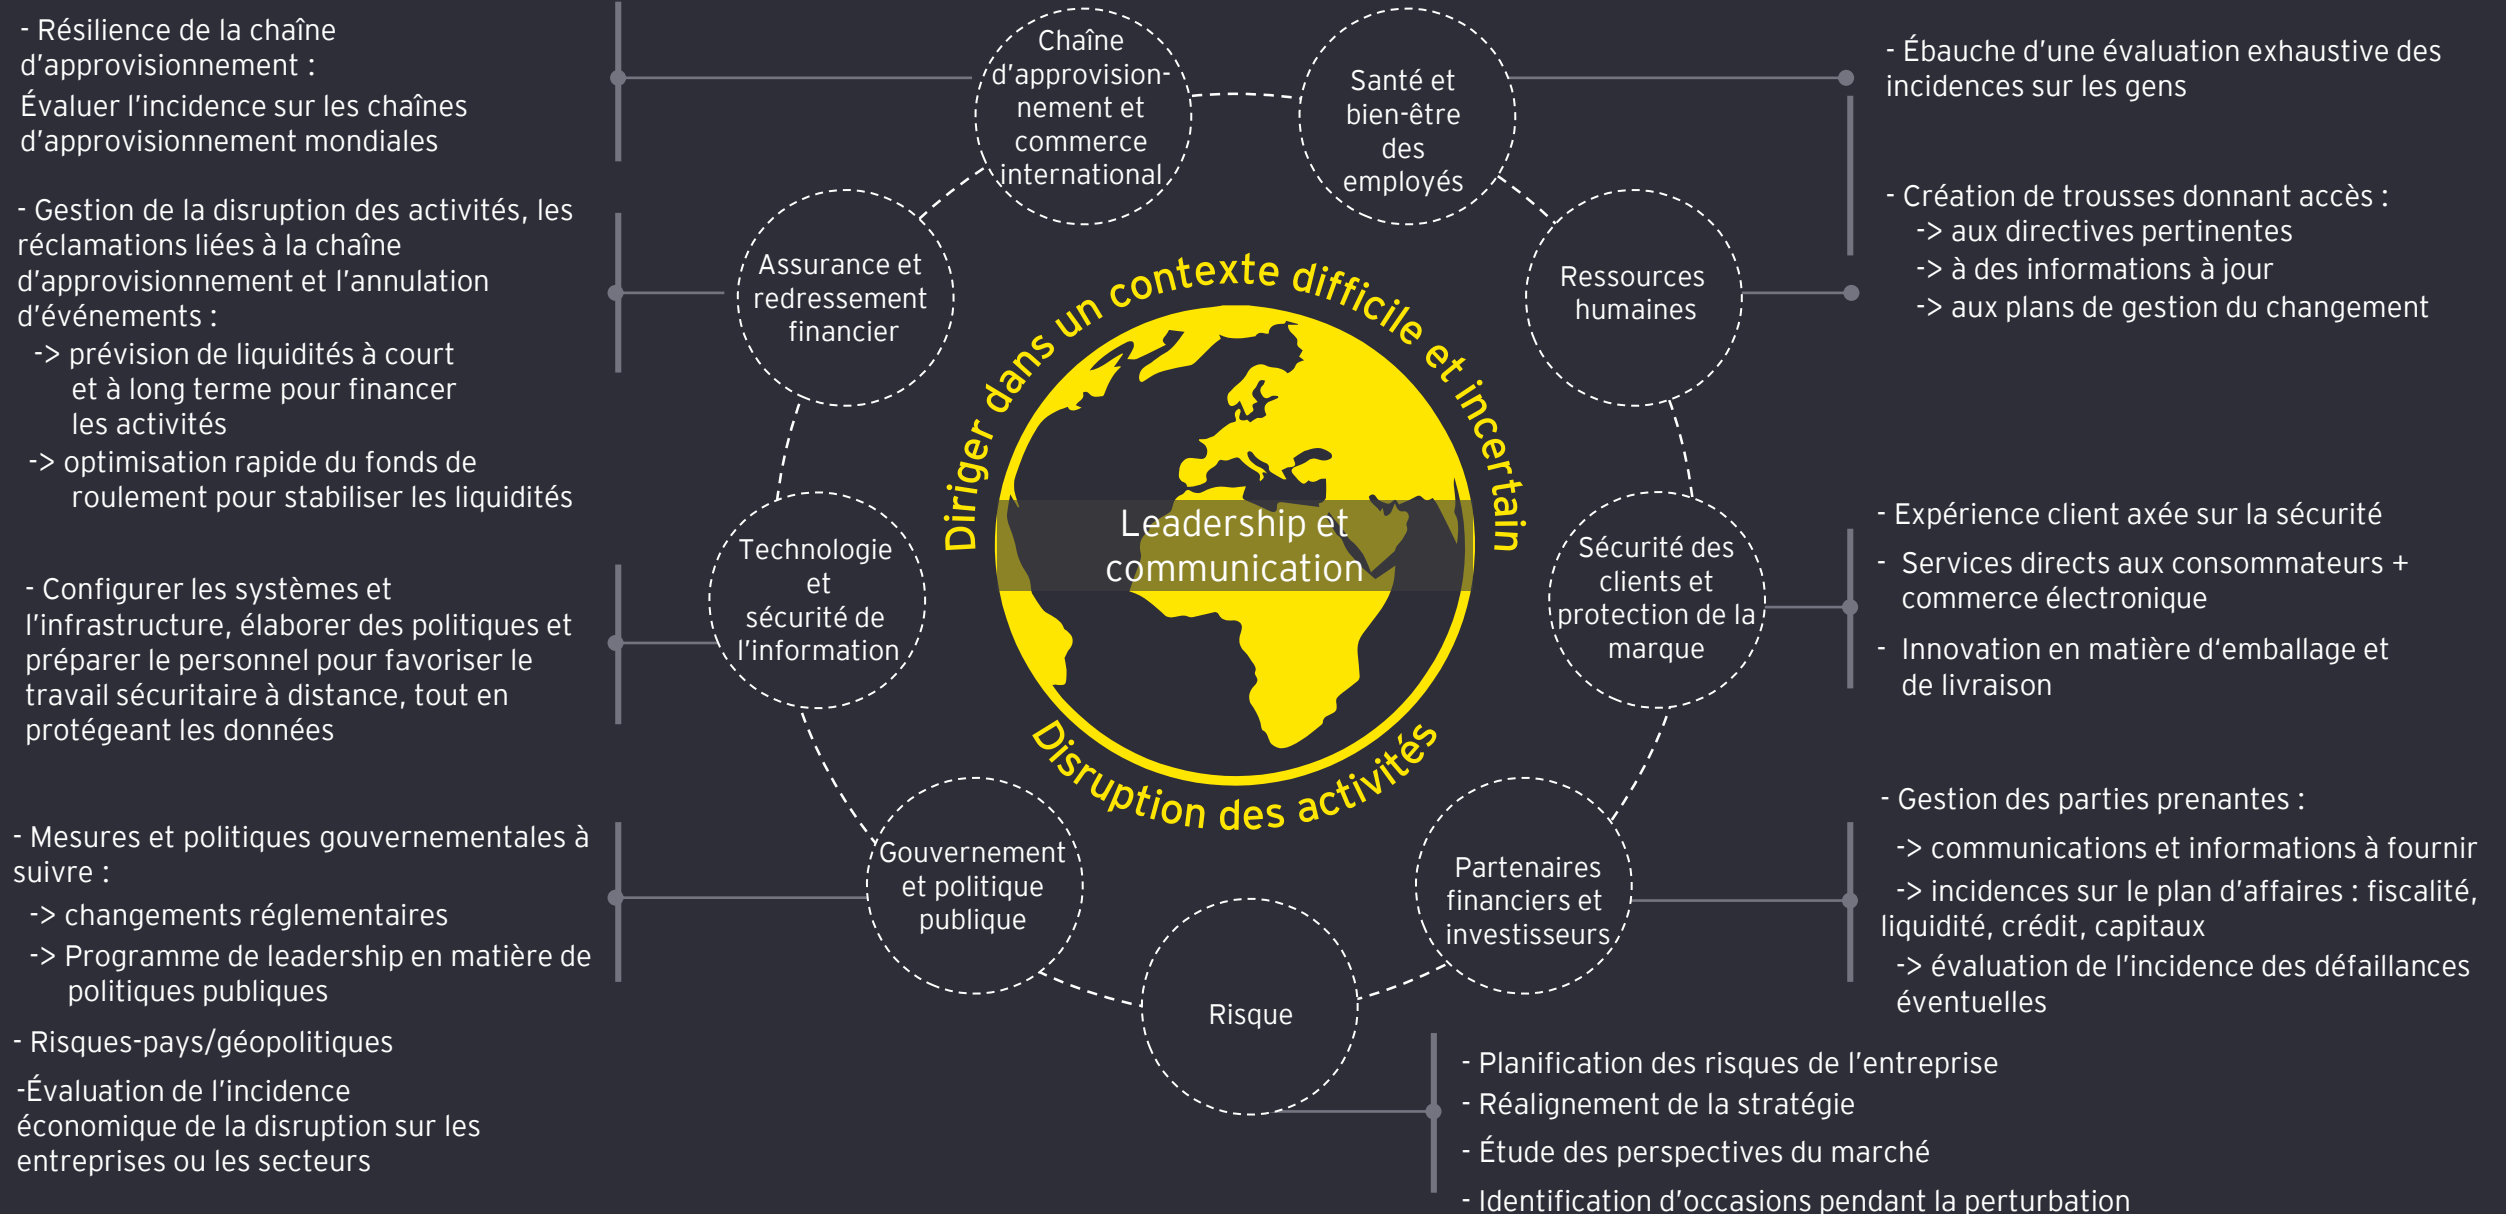 - Résilience de la chaîne
d'approvisionnement :
Évaluer l'incidence sur les chaînes
d'approvisionnement mondiales
- Gestion de la disruption des activités, les
réclamations liées à la chaîne
d'approvisionnement et l'annulation
d'événements :
-> prévision de liquidités à court
et à long terme pour financer
les activités
-> optimisation rapide du fonds de
roulement pour stabiliser les liquidités
- Configurer les systèmes et
l'infrastructure, élaborer des politiques et
préparer le personnel pour favoriser le
travail sécuritaire à distance, tout en
protégeant les données
- Mesures et politiques gouvernementales à
suivre :
-> changements réglementaires
-> Programme de leadership en matière de
politiques publiques
- Risques-pays/géopolitiques
-Évaluation de l'incidence
économique de la disruption sur les
entreprises ou les secteurs
Chaîne
d'approvision-
nement et
commerce
international
Santé et
bien-être
des
employés
Assurance et
redressement
financier
Ressources
humaines
Diriger dans un contexte difficile et incertain
Leadership et
communication
Disruption des activités
Technologie
et
sécurité de
l'information
Sécurité des
clients et
protection de la
marque
Gouvernement
et politique
publique
Partenaires
financiers et
investisseurs
Risque
- Ébauche d'une évaluation exhaustive des
incidences sur les gens
- Création de trousses donnant accès :
-> aux directives pertinentes
-> à des informations à jour
-> aux plans de gestion du changement
- Expérience client axée sur la sécurité
- Services directs aux consommateurs +
commerce électronique
- Innovation en matière d‘emballage et
de livraison
- Gestion des parties prenantes :
-> communications et informations à fournir
-> incidences sur le plan d'affaires : fiscalité,
liquidité, crédit, capitaux
-> évaluation de l'incidence des défaillances
éventuelles
- Planification des risques de l'entreprise
- Réalignement de la stratégie
- Étude des perspectives du marché
- Identification d'occasions pendant la perturbation